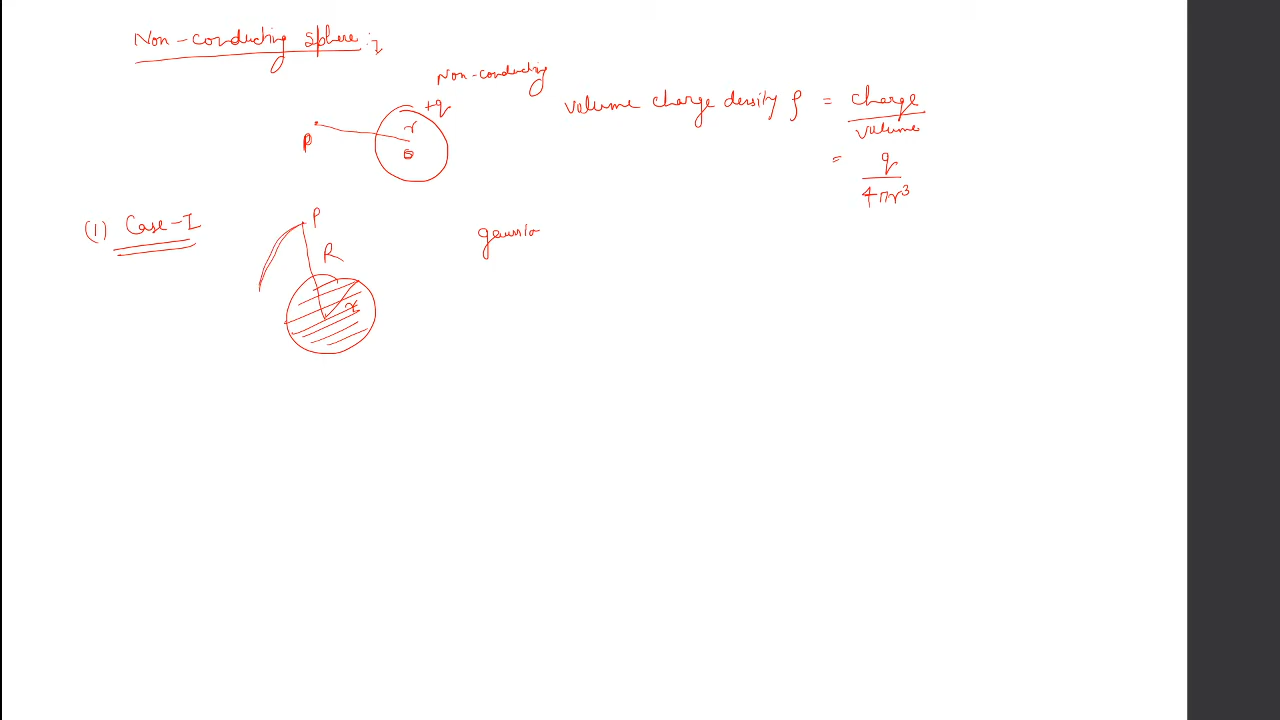 Non-conducting sphere :-
Non-conducting
+q
r
P
volume charge density ρ = charge
volume
= q
4πr³
(1) Case-I
P
R
r
gaussia